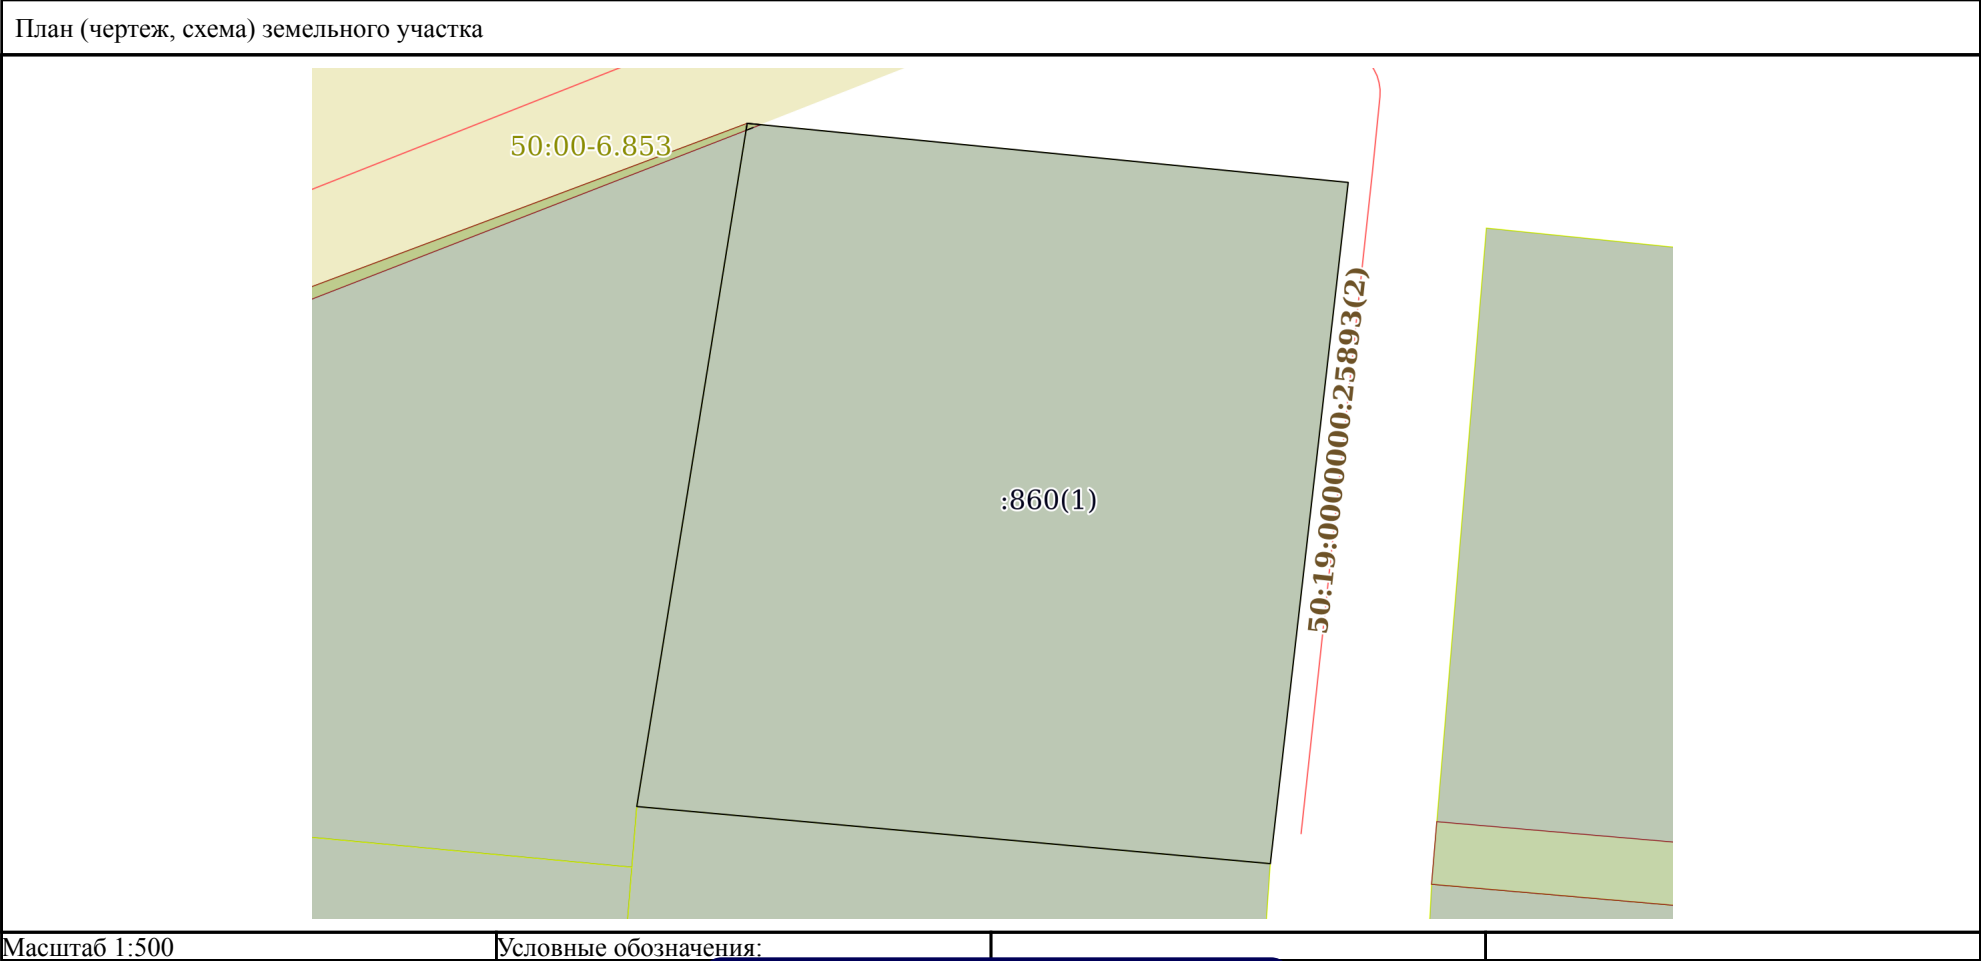 План (чертеж, схема) земельного участка
50:00-6.853
50:19:0000000:25893(2)
:860(1)
Масштаб 1:500
Условные обозначения: